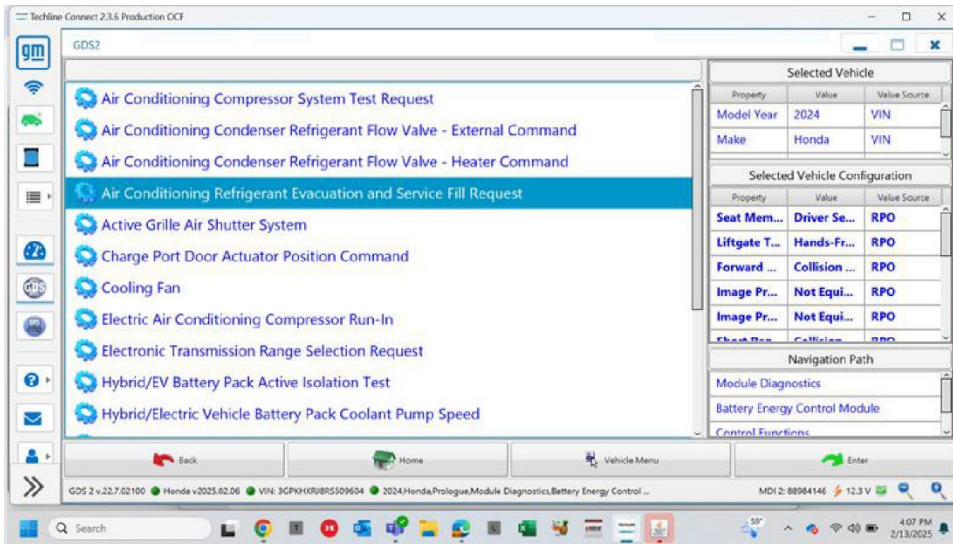 Techline Connect 2.3.6 Production OCF
gm
GDS2
Air Conditioning Compressor System Test Request
Air Conditioning Condenser Refrigerant Flow Valve - External Command
Air Conditioning Condenser Refrigerant Flow Valve - Heater Command
Air Conditioning Refrigerant Evacuation and Service Fill Request
Active Grille Air Shutter System
Charge Port Door Actuator Position Command
Cooling Fan
Electric Air Conditioning Compressor Run-In
Electronic Transmission Range Selection Request
Hybrid/EV Battery Pack Active Isolation Test
Hybrid/Electric Vehicle Battery Pack Coolant Pump Speed
Selected Vehicle
Property Value Value Source
Model Year 2024 VIN
Make Honda VIN
Selected Vehicle Configuration
Property Value Value Source
Seat Mem... Driver Se... RPO
Liftgate T... Hands-Fr... RPO
Forward ... Collision ... RPO
Image Pr... Not Equi... RPO
Image Pr... Not Equi... RPO
Navigation Path
Module Diagnostics
Battery Energy Control Module
Control Functions
Back Home Vehicle Menu Enter
GDS 2 v.22.7.02100 Honda v2025.02.06 VIN: 3GPKHXRJ8RS509604 2024,Honda,Prologue,Module Diagnostics,Battery Energy Control ... MDI 2: 88984146 12.3 V
Search
59°
4:07 PM
2/13/2025